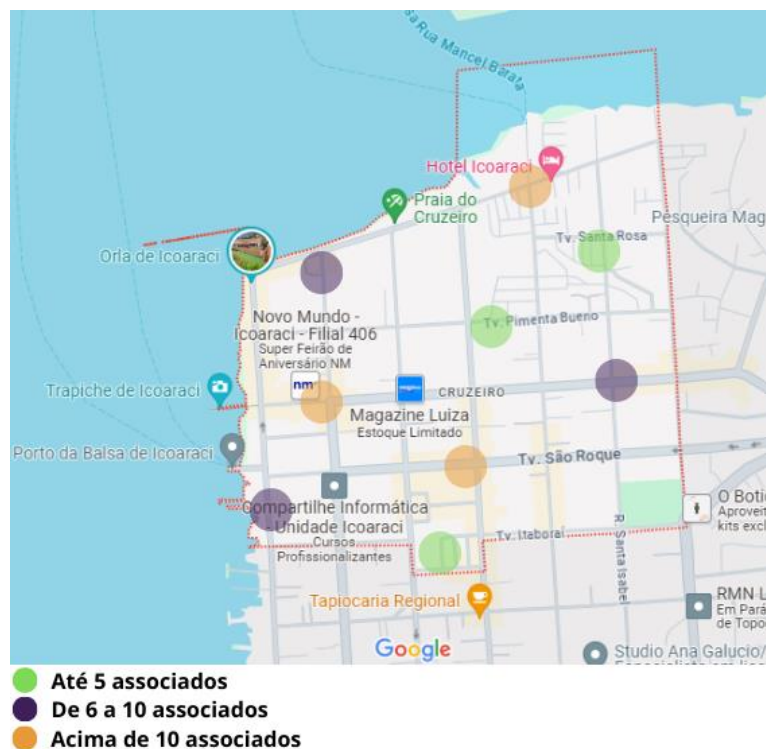 Rua Manoel Barata
Hotel Icoaraci
Praia do
Cruzeiro
Pesqueira Mag
Tv. Santa Rosa
Orla de Icoaraci
Novo Mundo -
Icoaraci - Filial 406
Super Feirão de
Aniversário NM
Tv. Pimenta Bueno
nm
Trapiche de Icoaraci
CRUZEIRO
Magazine Luiza
Estoque Limitado
Porto da Balsa de Icoaraci
Tv. São Roque
Compartilhe Informática
- Unidade Icoaraci
Cursos
Profissionalizantes
O Boti
Aproveit
kits excl
Tv. Itaboraí
R. Santa Isabel
Tapiocaria Regional
RMN L
Em Pará
de Topo
Google
Studio Ana Galucio/
Até 5 associados
De 6 a 10 associados
Acima de 10 associados